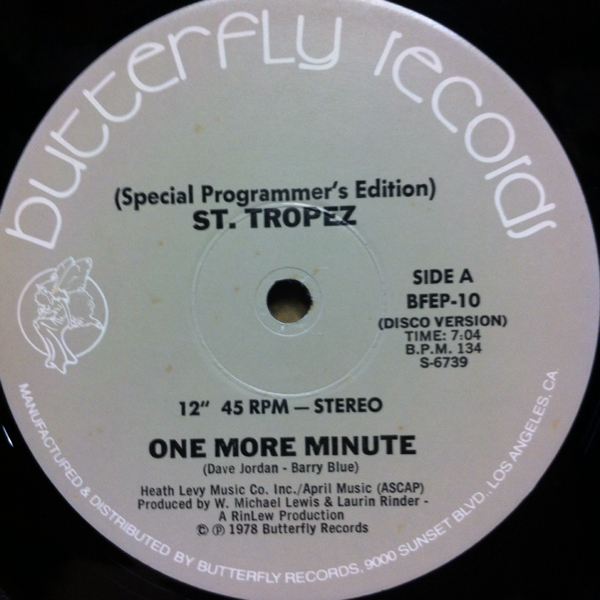 butterfly records
(Special Programmer's Edition)
ST. TROPEZ
SIDE A
BFEP-10
(DISCO VERSION)
TIME: 7:04
B.P.M. 134
S-6739
12" 45 RPM — STEREO
ONE MORE MINUTE
(Dave Jordan - Barry Blue)
Heath Levy Music Co. Inc./April Music (ASCAP)
Produced by W. Michael Lewis & Laurin Rinder -
A RinLew Production
© ℗ 1978 Butterfly Records
MANUFACTURED & DISTRIBUTED BY BUTTERFLY RECORDS, 9000 SUNSET BLVD., LOS ANGELES, CA.